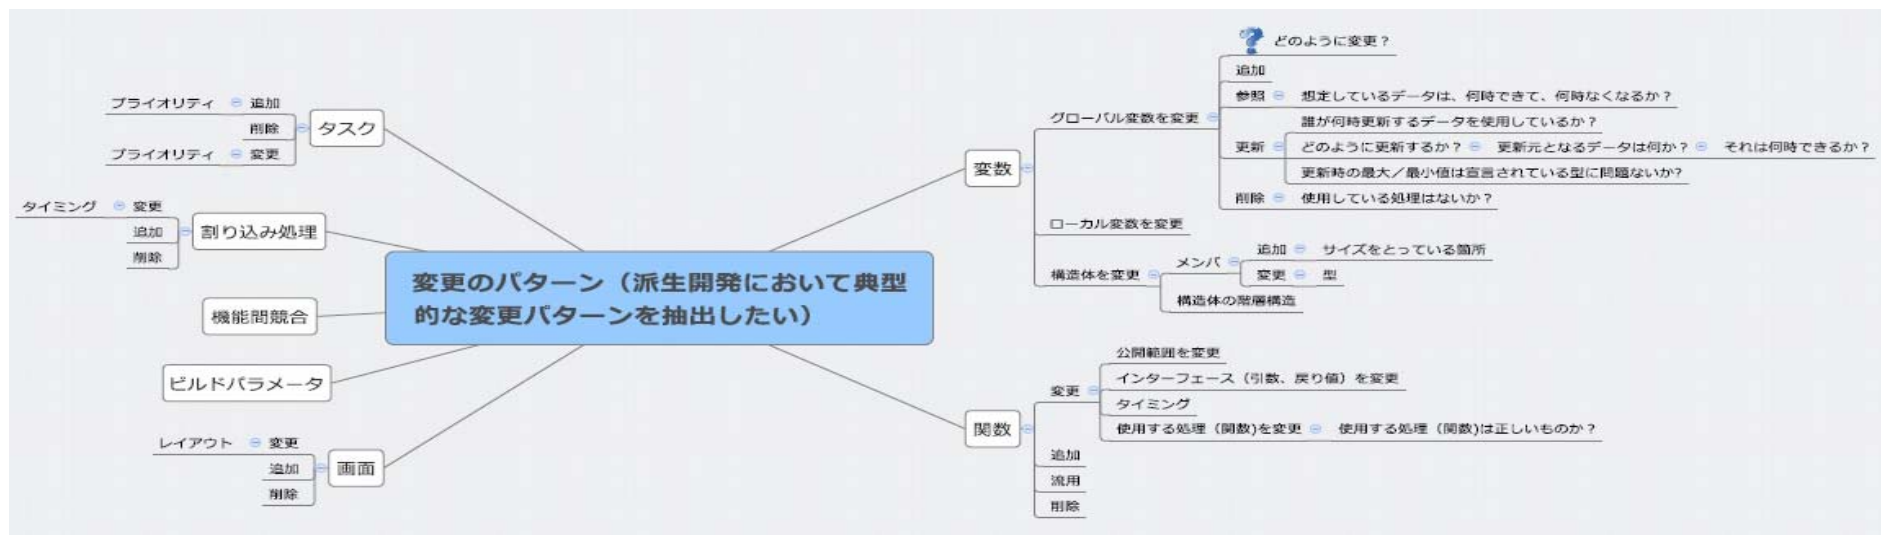 変更のパターン（派生開発において典型
的な変更パターンを抽出したい）
タスク
プライオリティ
追加
削除
プライオリティ
変更
割り込み処理
タイミング
変更
追加
削除
機能間競合
ビルドパラメータ
画面
レイアウト
変更
追加
削除
変数
グローバル変数を変更
どのように変更？
追加
参照
想定しているデータは、何時できて、何時なくなるか？
更新
誰が何時更新するデータを使用しているか？
どのように更新するか？
更新元となるデータは何か？
それは何時できるか？
更新時の最大／最小値は宣言されている型に問題ないか?
削除
使用している処理はないか？
ローカル変数を変更
構造体を変更
メンバ
追加
サイズをとっている箇所
変更
型
構造体の階層構造
関数
変更
公開範囲を変更
インターフェース（引数、戻り値）を変更
タイミング
使用する処理（関数)を変更
使用する処理（関数)は正しいものか？
追加
流用
削除